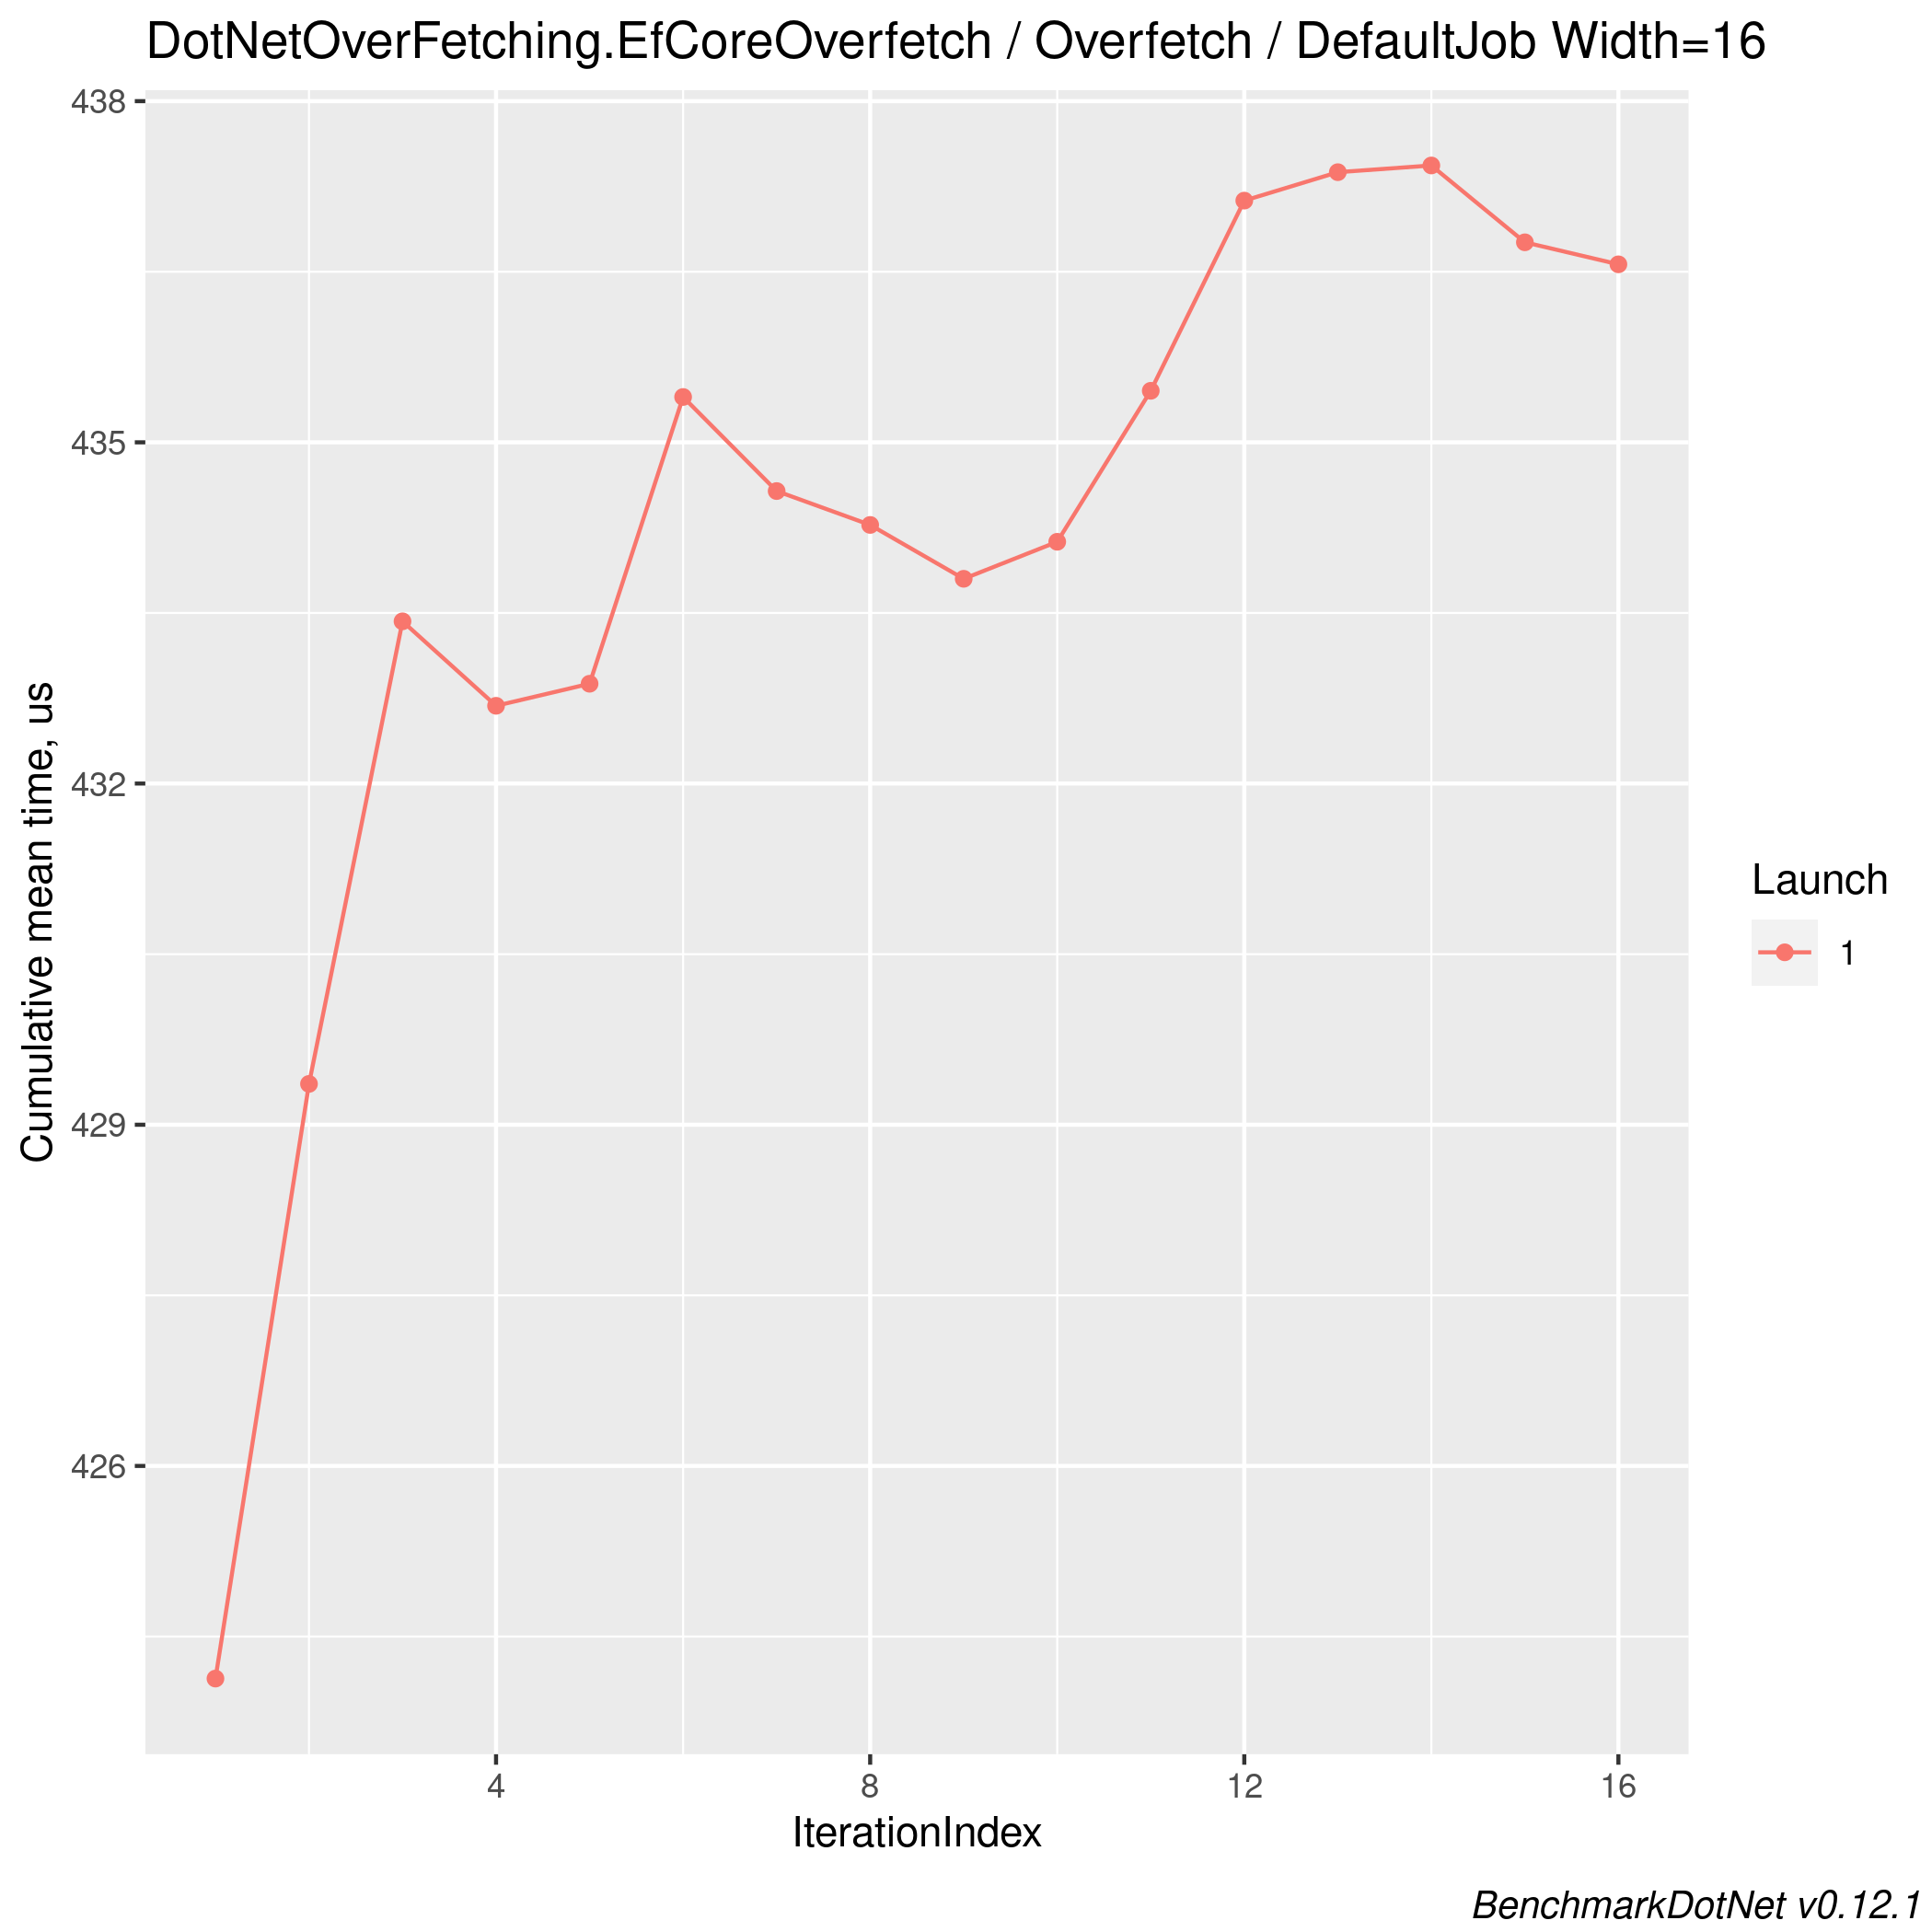 DotNetOverFetching.EfCoreOverfetch / Overfetch / DefaultJob Width=16
438
435
432
429
426
Cumulative mean time, us
4 8 12 16
IterationIndex
Launch
1
BenchmarkDotNet v0.12.1